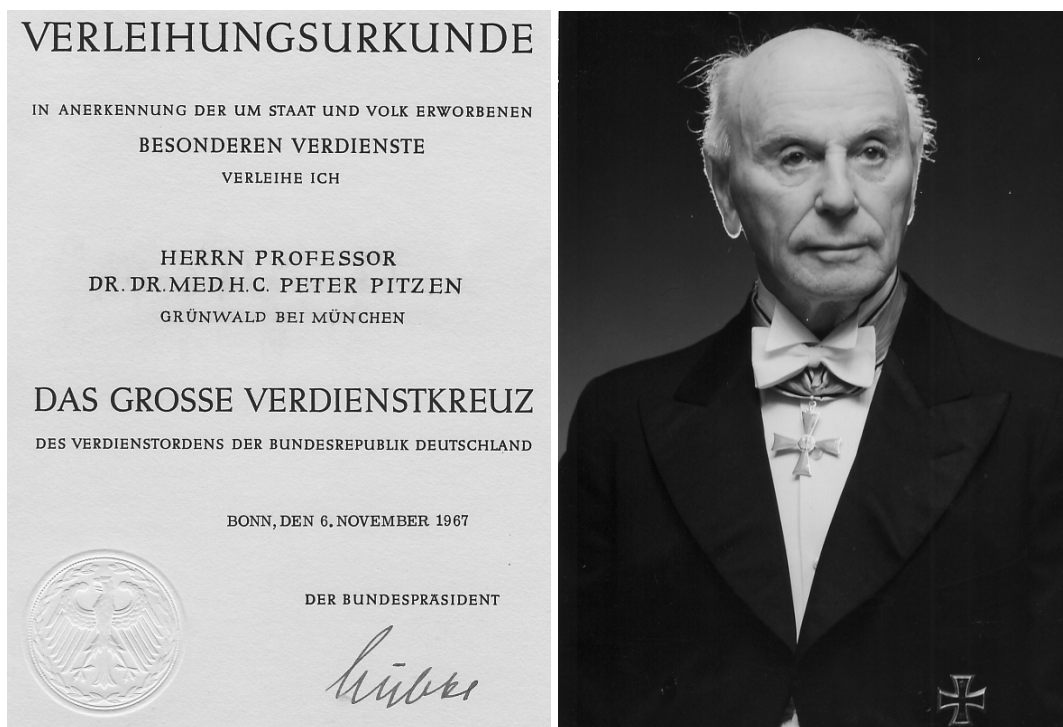 VERLEIHUNGSURKUNDE
IN ANERKENNUNG DER UM STAAT UND VOLK ERWORBENEN
BESONDEREN VERDIENSTE
VERLEIHE ICH
HERRN PROFESSOR
DR. DR. MED. H. C. PETER PITZEN
GRÜNWALD BEI MÜNCHEN
DAS GROSSE VERDIENSTKREUZ
DES VERDIENSTORDENS DER BUNDESREPUBLIK DEUTSCHLAND
BONN, DEN 6. NOVEMBER 1967
DER BUNDESPRÄSIDENT
Lübke